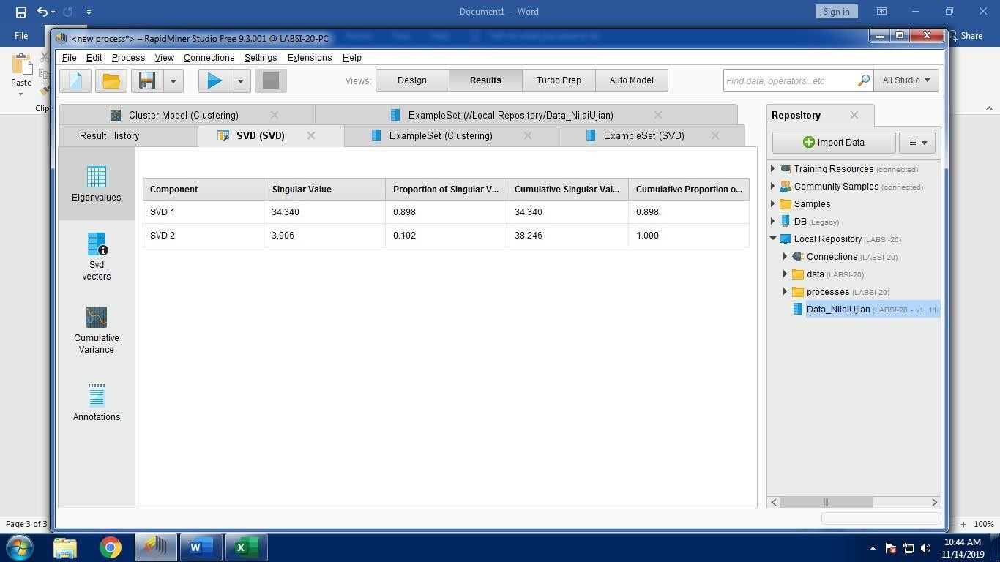 Document1 - Word
Sign in
File
Share
Paste
Clip
<new process*> – RapidMiner Studio Free 9.3.001 @ LABSI-20-PC
File Edit Process View Connections Settings Extensions Help
Views: Design Results Turbo Prep Auto Model
Find data, operators...etc
All Studio
Cluster Model (Clustering)
ExampleSet (//Local Repository/Data_NilaiUjian)
Result History
SVD (SVD)
ExampleSet (Clustering)
ExampleSet (SVD)
Eigenvalues
Svd
vectors
Cumulative
Variance
Annotations
Component Singular Value Proportion of Singular V... Cumulative Singular Val... Cumulative Proportion o...
SVD 1 34.340 0.898 34.340 0.898
SVD 2 3.906 0.102 38.246 1.000
Repository
Import Data
Training Resources (connected)
Community Samples (connected)
Samples
DB (Legacy)
Local Repository (LABSI-20)
Connections (LABSI-20)
data (LABSI-20)
processes (LABSI-20)
Data_NilaiUjian (LABSI-20 - v1, 11/
Page 3 of 3
100%
10:44 AM
11/14/2019